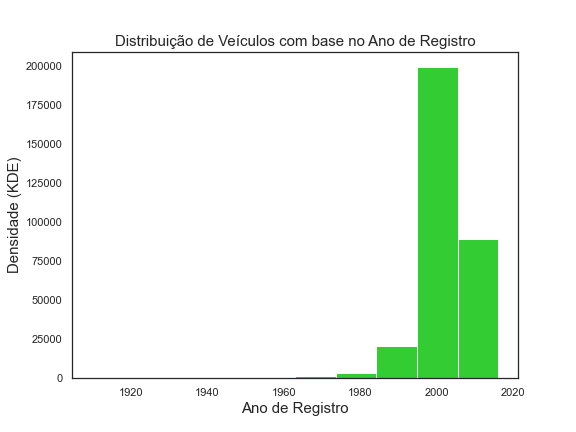 Distribuição de Veículos com base no Ano de Registro
Densidade (KDE)
200000
175000
150000
125000
100000
75000
50000
25000
0
1920 1940 1960 1980 2000 2020
Ano de Registro